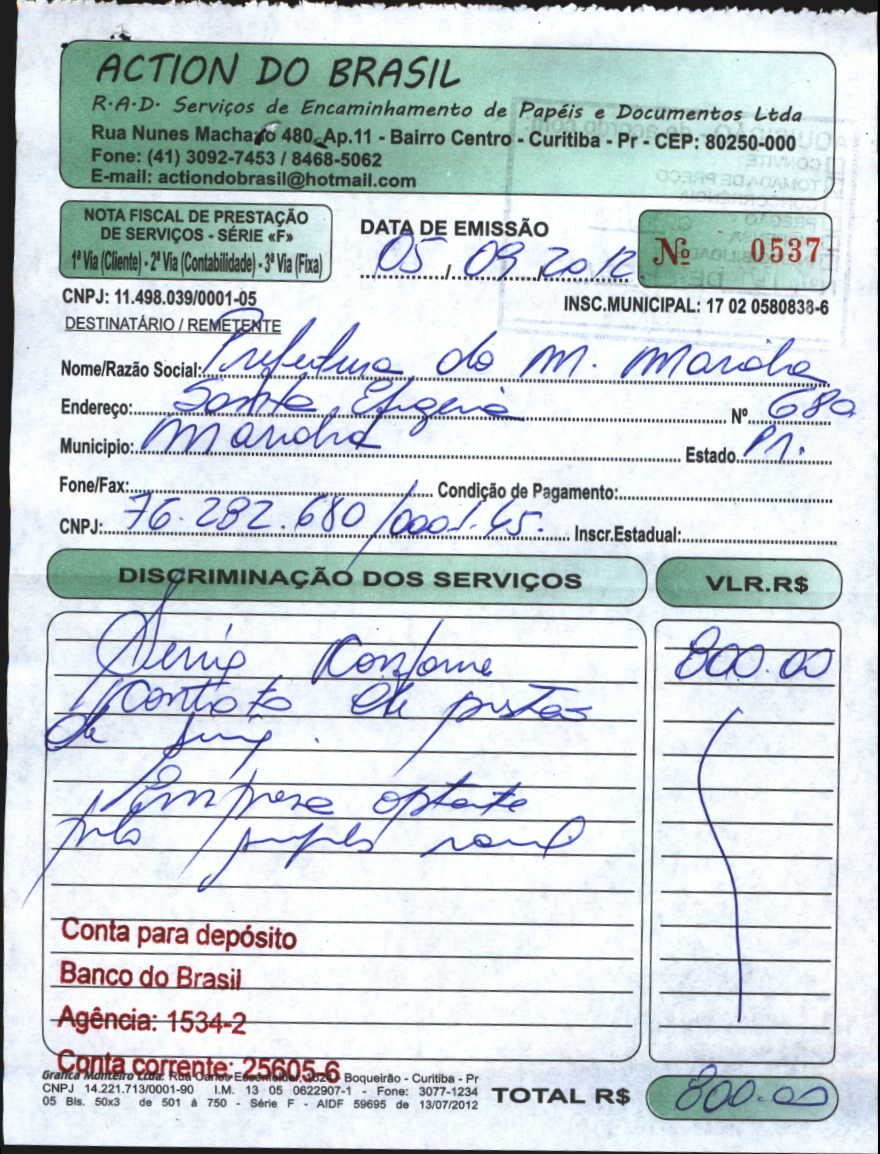 ACTION DO BRASIL
R.A.D. Serviços de Encaminhamento de Papéis e Documentos Ltda
Rua Nunes Machado 480 Ap.11 - Bairro Centro - Curitiba - Pr - CEP: 80250-000
Fone: (41) 3092-7453 / 8468-5062
E-mail: actiondobrasil@hotmail.com
NOTA FISCAL DE PRESTAÇÃO
DE SERVIÇOS - SÉRIE «F»
1ª Via (Cliente) - 2ª Via (Contabilidade) - 3ª Via (Fixa)
DATA DE EMISSÃO
05 / 09 / 2012
Nº 0537
CNPJ: 11.498.039/0001-05
INSC.MUNICIPAL: 17 02 0580838-6
DESTINATÁRIO / REMETENTE
Nome/Razão Social: Prefeitura do M.
Endereço: Santa Efigenia Nº 680
Municipio: Estado Pr.
Fone/Fax: Condição de Pagamento:
CNPJ: 76.282.680/0001.45. Inscr.Estadual:
DISCRIMINAÇÃO DOS SERVIÇOS VLR.R$
Conforme 800.00
Contrato de
de
Empresa optante
pelo
Conta para depósito
Banco do Brasil
Agência: 1534-2
Conta corrente: 25605-6
Gráfica Monteiro Ltda. Rua Boqueirão - Curitiba - Pr
CNPJ 14.221.713/0001-90 I.M. 13 05 0622907-1 - Fone: 3077-1234
05 Bls. 50x3 de 501 à 750 - Série F - AIDF 59695 de 13/07/2012
TOTAL R$ 800.00